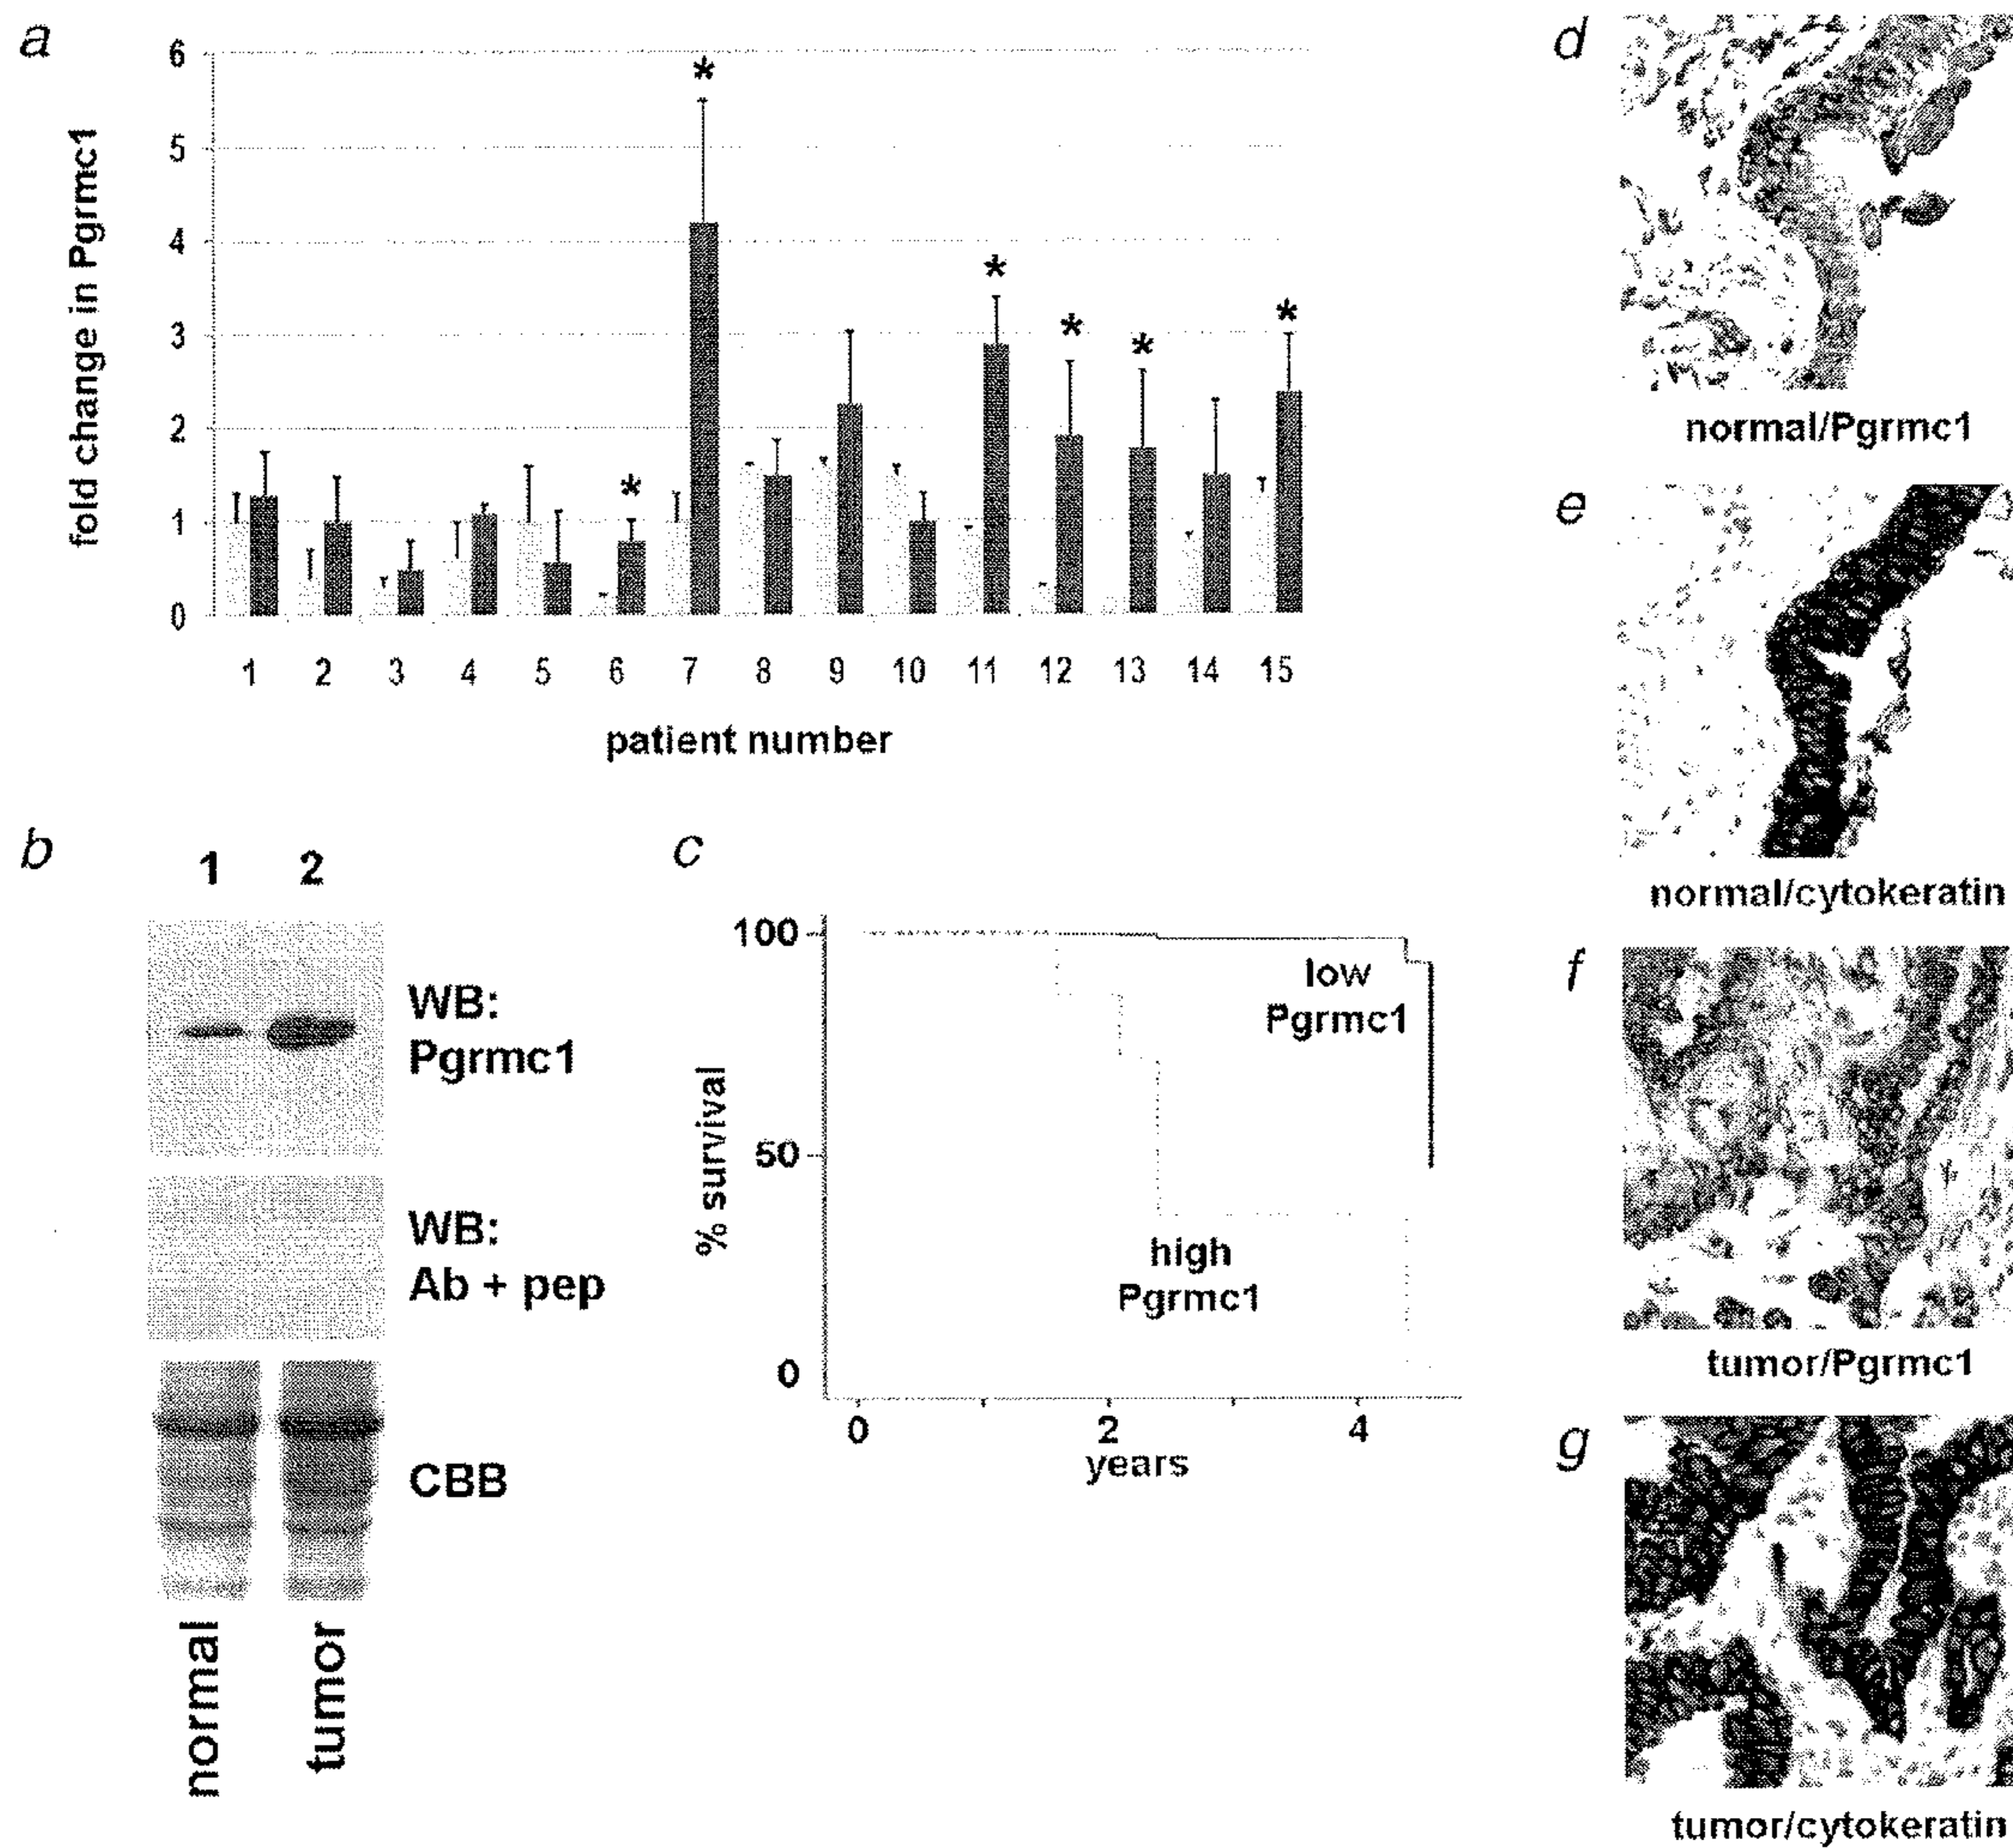 a
6
5
4
3
2
1
0
fold change in Pgrmc1
* * * * * *
1 2 3 4 5 6 7 8 9 10 11 12 13 14 15
patient number
b
1 2
WB:
Pgrmc1
WB:
Ab + pep
CBB
normal
tumor
c
100
50
0
% survival
low
Pgrmc1
high
Pgrmc1
0 2 4
years
d
normal/Pgrmc1
e
normal/cytokeratin
f
tumor/Pgrmc1
g
tumor/cytokeratin